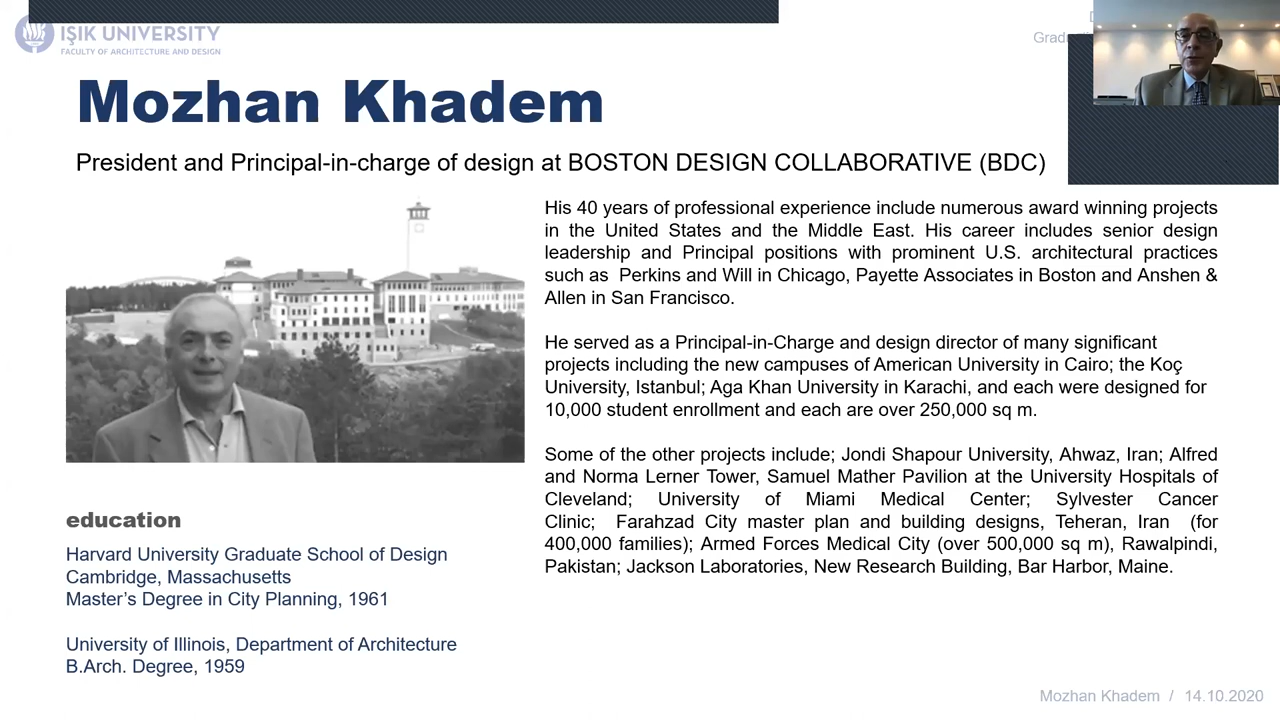 IŞIK UNIVERSITY
FACULTY OF ARCHITECTURE AND DESIGN
Mozhan Khadem
President and Principal-in-charge of design at BOSTON DESIGN COLLABORATIVE (BDC)
His 40 years of professional experience include numerous award winning projects
in the United States and the Middle East. His career includes senior design
leadership and Principal positions with prominent U.S. architectural practices
such as Perkins and Will in Chicago, Payette Associates in Boston and Anshen &
Allen in San Francisco.
He served as a Principal-in-Charge and design director of many significant
projects including the new campuses of American University in Cairo; the Koç
University, Istanbul; Aga Khan University in Karachi, and each were designed for
10,000 student enrollment and each are over 250,000 sq m.
Some of the other projects include; Jondi Shapour University, Ahwaz, Iran; Alfred
and Norma Lerner Tower, Samuel Mather Pavilion at the University Hospitals of
Cleveland; University of Miami Medical Center; Sylvester Cancer
Clinic; Farahzad City master plan and building designs, Teheran, Iran (for
400,000 families); Armed Forces Medical City (over 500,000 sq m), Rawalpindi,
Pakistan; Jackson Laboratories, New Research Building, Bar Harbor, Maine.
education
Harvard University Graduate School of Design
Cambridge, Massachusetts
Master's Degree in City Planning, 1961
University of Illinois, Department of Architecture
B.Arch. Degree, 1959
Mozhan Khadem / 14.10.2020